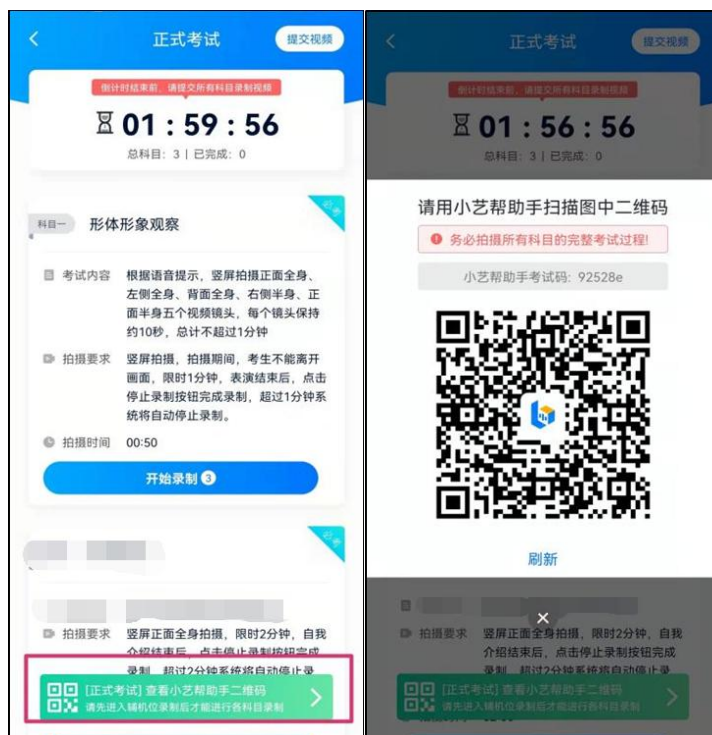 正式考试
提交视频
倒计时结束前，请提交所有科目录制视频
01 : 59 : 56
总科目：3 | 已完成：0
必考
科目一
形体形象观察
考试内容
根据语音提示、竖屏拍摄正面全身、
左侧全身、背面全身、右侧半身、正
面半身五个视频镜头，每个镜头保持
约10秒，总计不超过1分钟
拍摄要求
竖屏拍摄，拍摄期间，考生不能离开
画面，限时1分钟，表演结束后，点击
停止录制按钮完成录制，超过1分钟系
统将自动停止录制。
拍摄时间
00:50
开始录制 3
必考
拍摄要求
竖屏正面全身拍摄，限时2分钟，自我
介绍结束后，点击停止录制按钮完成
录制，超过2分钟系统将自动停止录
[正式考试] 查看小艺帮助手二维码
请先进入辅机位录制后才能进行各科目录制
正式考试
提交视频
倒计时结束前，请提交所有科目录制视频
01 : 56 : 56
总科目：3 | 已完成：0
请用小艺帮助手扫描图中二维码
务必拍摄所有科目的完整考试过程!
小艺帮助手考试码：92528e
刷新
拍摄要求
竖屏正面全身拍摄，限时2分钟，自我
介绍结束后，点击停止录制按钮完成
录制，超过2分钟系统将自动停止录
[正式考试] 查看小艺帮助手二维码
请先进入辅机位录制后才能进行各科目录制